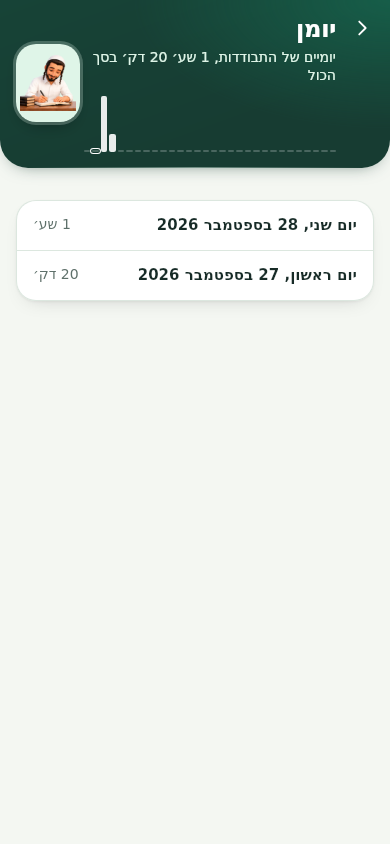 יומן
יומיים של התבודדות, 1 שע׳ 20 דק׳ בסך
הכול
יום שני, 28 בספטמבר 2026
1 שע׳
יום ראשון, 27 בספטמבר 2026
20 דק׳